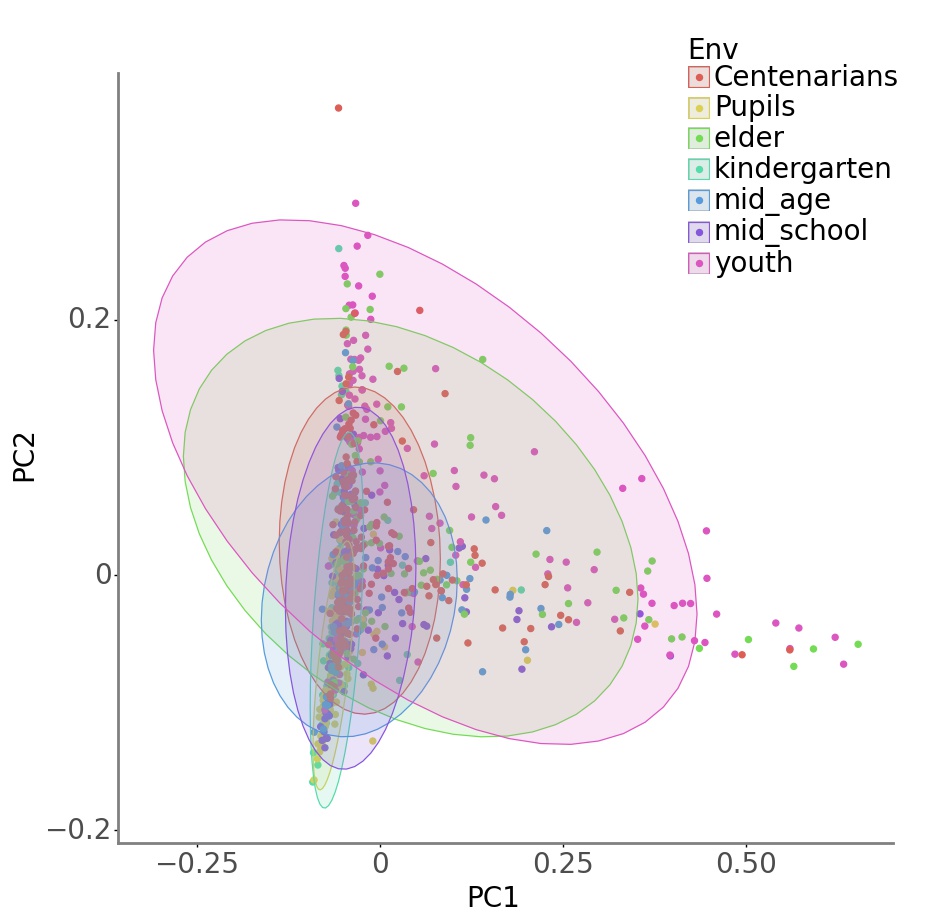 Env
Centenarians
Pupils
elder
kindergarten
mid_age
mid_school
youth
0.2
0
−0.2
PC2
−0.25 0 0.25 0.50
PC1